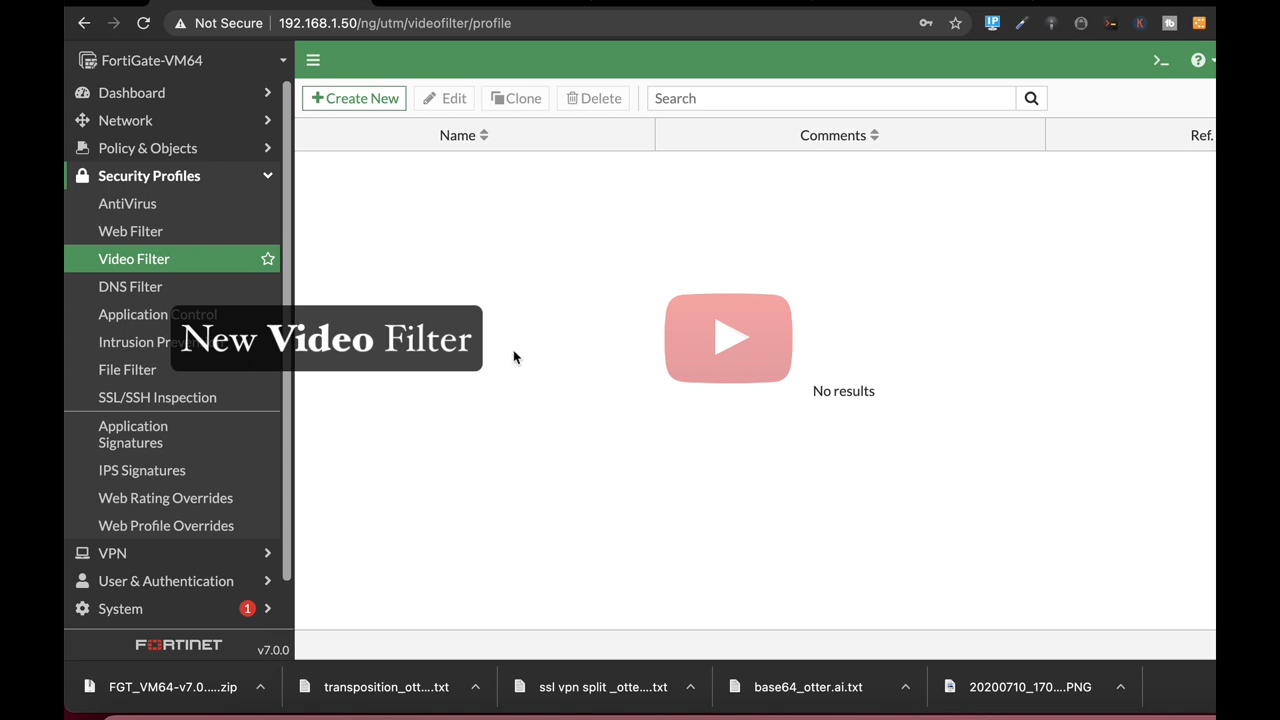 Not Secure 192.168.1.50/ng/utm/videofilter/profile
IP
K
tb
FortiGate-VM64
Dashboard
Network
Policy & Objects
Security Profiles
AntiVirus
Web Filter
Video Filter
DNS Filter
Application Control
Intrusion Prev
File Filter
SSL/SSH Inspection
Application
Signatures
IPS Signatures
Web Rating Overrides
Web Profile Overrides
VPN
User & Authentication
System 1
FORTINET v7.0.0
>_ ?
+Create New Edit Clone Delete Search
Name Comments Ref.
New Video Filter
No results
FGT_VM64-v7.0.....zip transposition_ott....txt ssl vpn split _otte....txt base64_otter.ai.txt 20200710_170....PNG